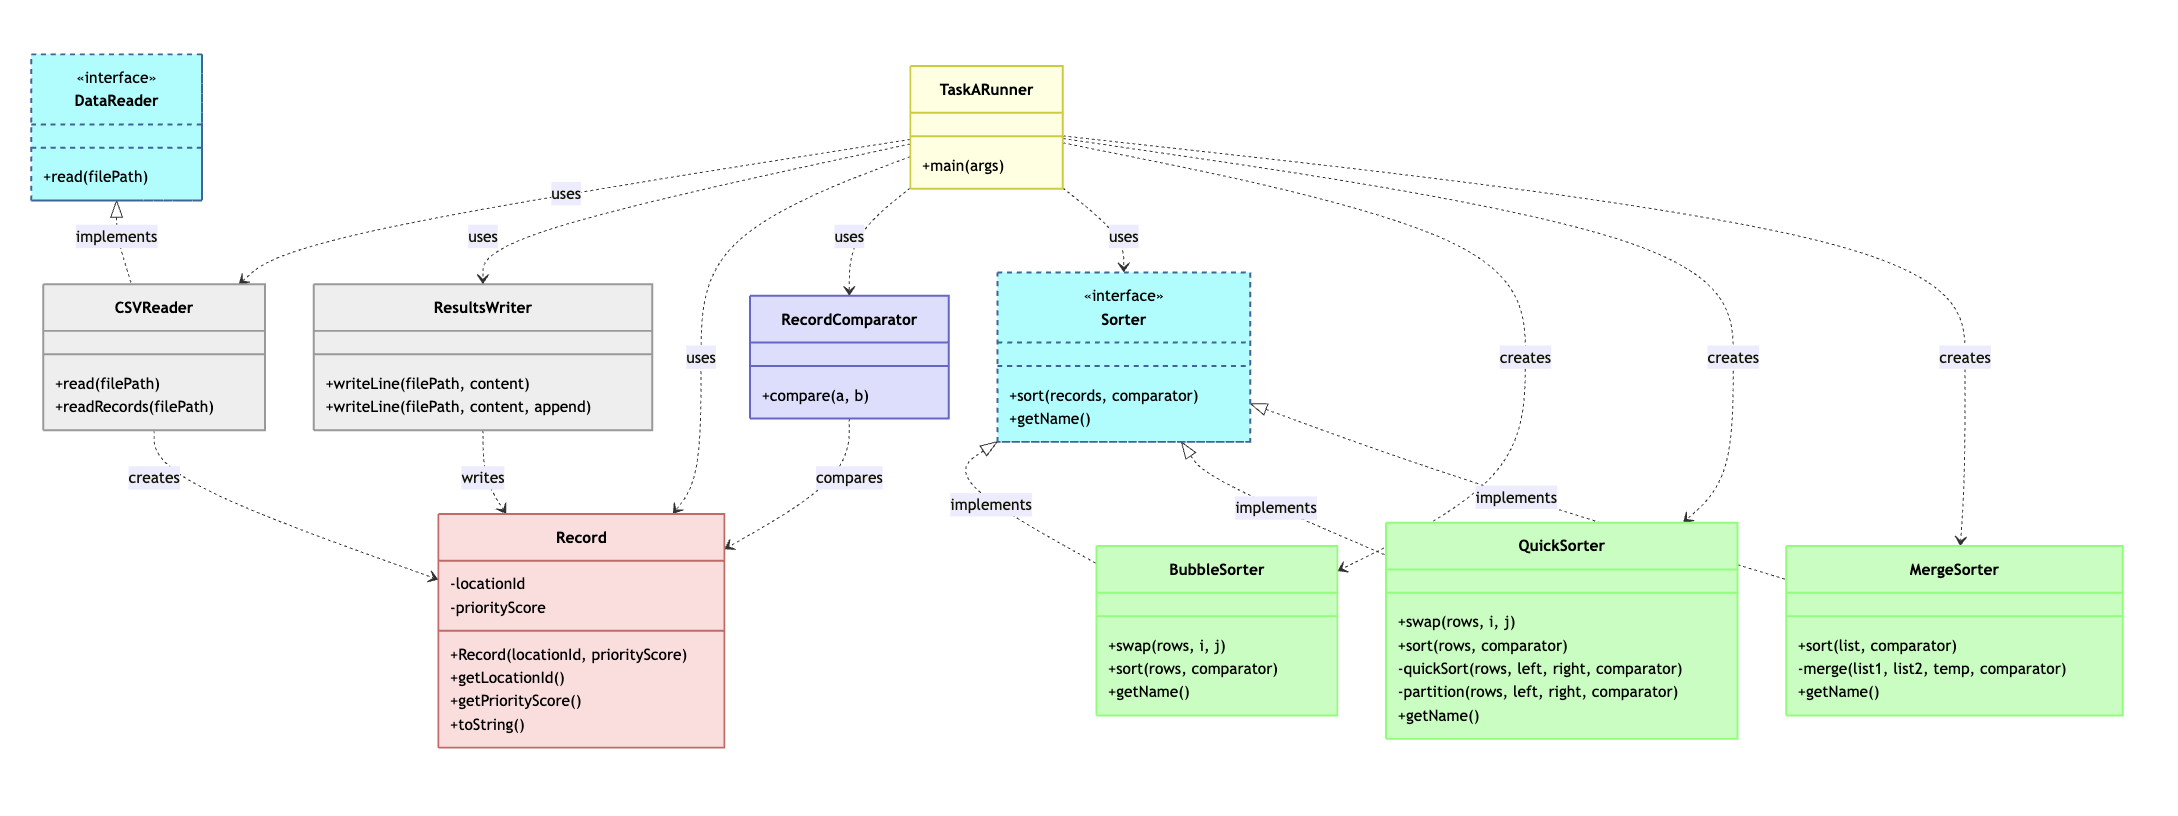 «interface»
DataReader
+read(filePath)
TaskARunner
+main(args)
uses
implements
uses
uses
uses
CSVReader
+read(filePath)
+readRecords(filePath)
ResultsWriter
+writeLine(filePath, content)
+writeLine(filePath, content, append)
uses
RecordComparator
+compare(a, b)
«interface»
Sorter
+sort(records, comparator)
+getName()
creates
creates
creates
creates
writes
compares
implements
implements
implements
Record
-locationId
-priorityScore
+Record(locationId, priorityScore)
+getLocationId()
+getPriorityScore()
+toString()
BubbleSorter
+swap(rows, i, j)
+sort(rows, comparator)
+getName()
QuickSorter
+swap(rows, i, j)
+sort(rows, comparator)
-quickSort(rows, left, right, comparator)
-partition(rows, left, right, comparator)
+getName()
MergeSorter
+sort(list, comparator)
-merge(list1, list2, temp, comparator)
+getName()